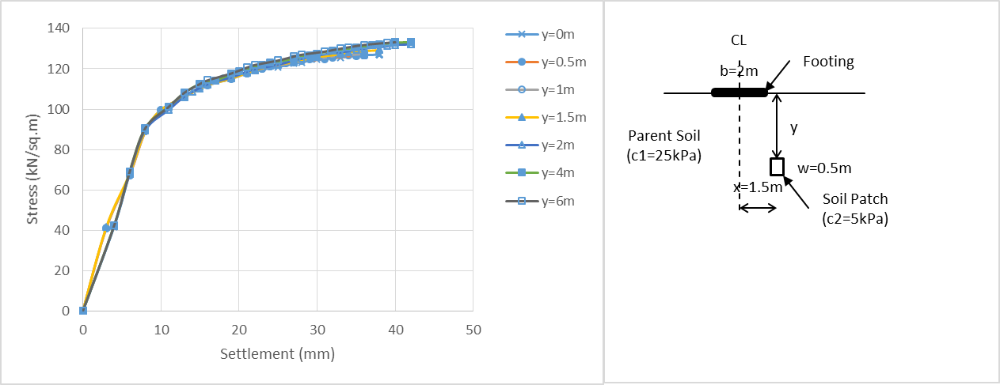 140
120
100
80
60
40
20
0
0 10 20 30 40 50
Stress (kN/sq.m)
Settlement (mm)
y=0m
y=0.5m
y=1m
y=1.5m
y=2m
y=4m
y=6m
CL
b=2m
Footing
y
Parent Soil
(c1=25kPa)
w=0.5m
x=1.5m
Soil Patch
(c2=5kPa)